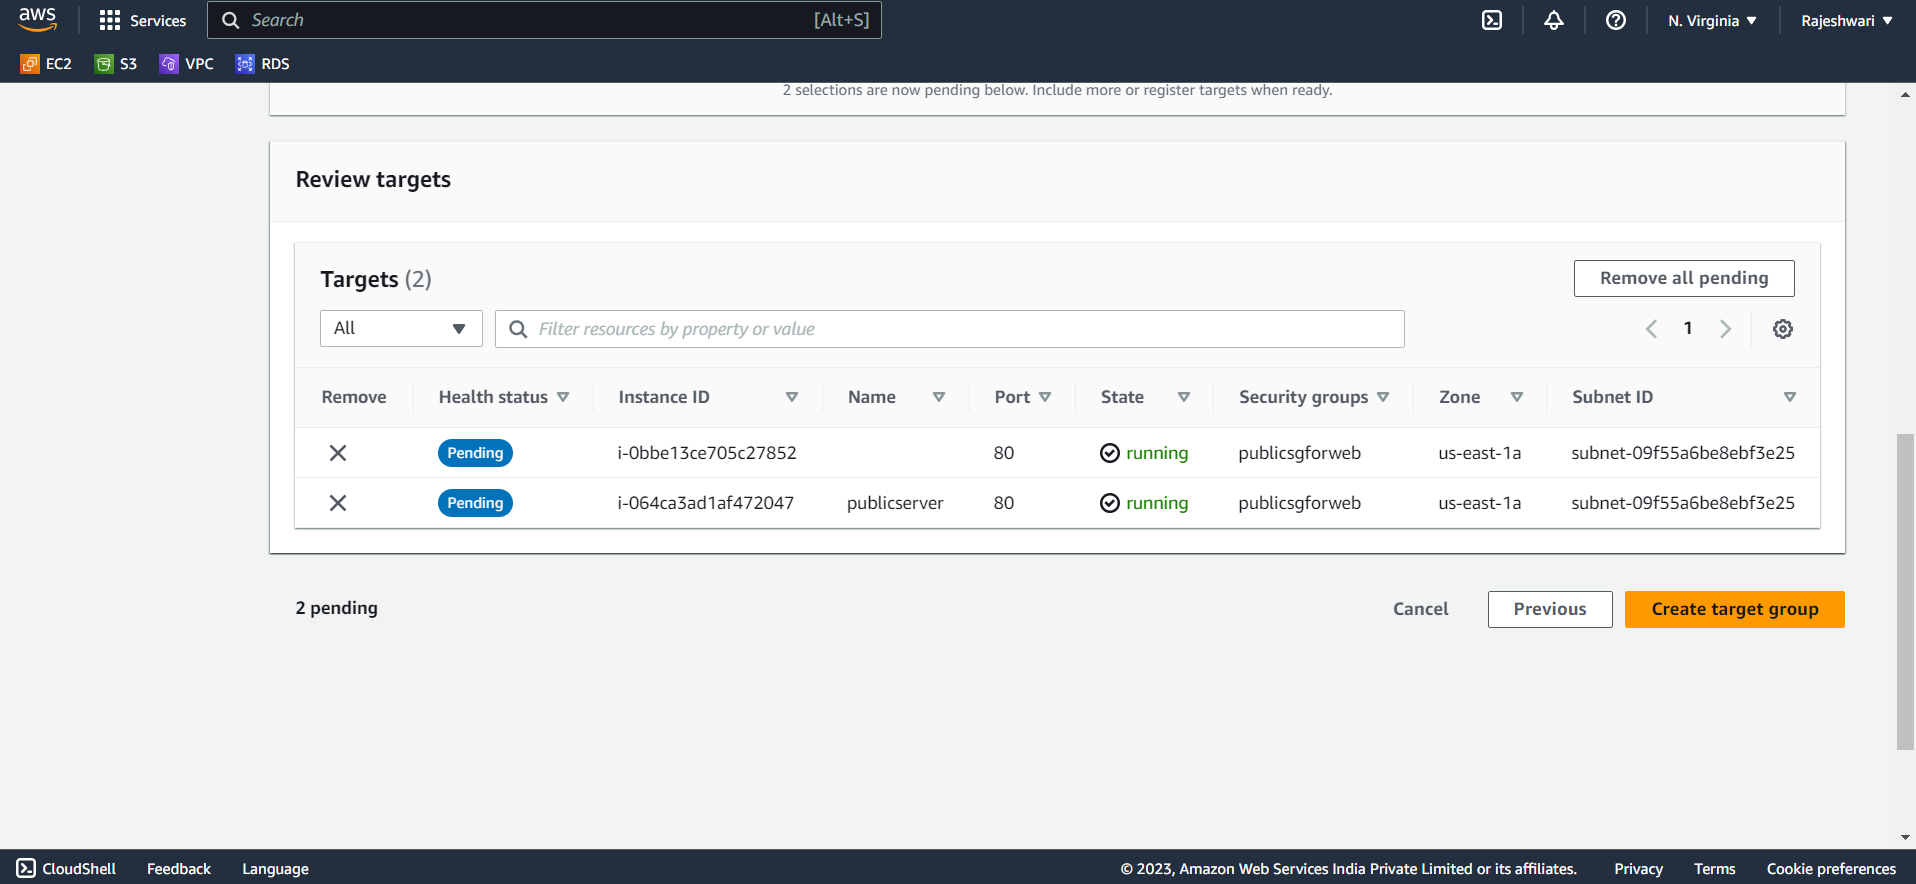 aws Services Search [Alt+S] N. Virginia Rajeshwari
EC2 S3 VPC RDS
2 selections are now pending below. Include more or register targets when ready.
Review targets
Targets (2) Remove all pending
All Filter resources by property or value 1
Remove Health status Instance ID Name Port State Security groups Zone Subnet ID
Pending i-0bbe13ce705c27852 80 running publicsgforweb us-east-1a subnet-09f55a6be8ebf3e25
Pending i-064ca3ad1af472047 publicserver 80 running publicsgforweb us-east-1a subnet-09f55a6be8ebf3e25
2 pending Cancel Previous Create target group
CloudShell Feedback Language © 2023, Amazon Web Services India Private Limited or its affiliates. Privacy Terms Cookie preferences